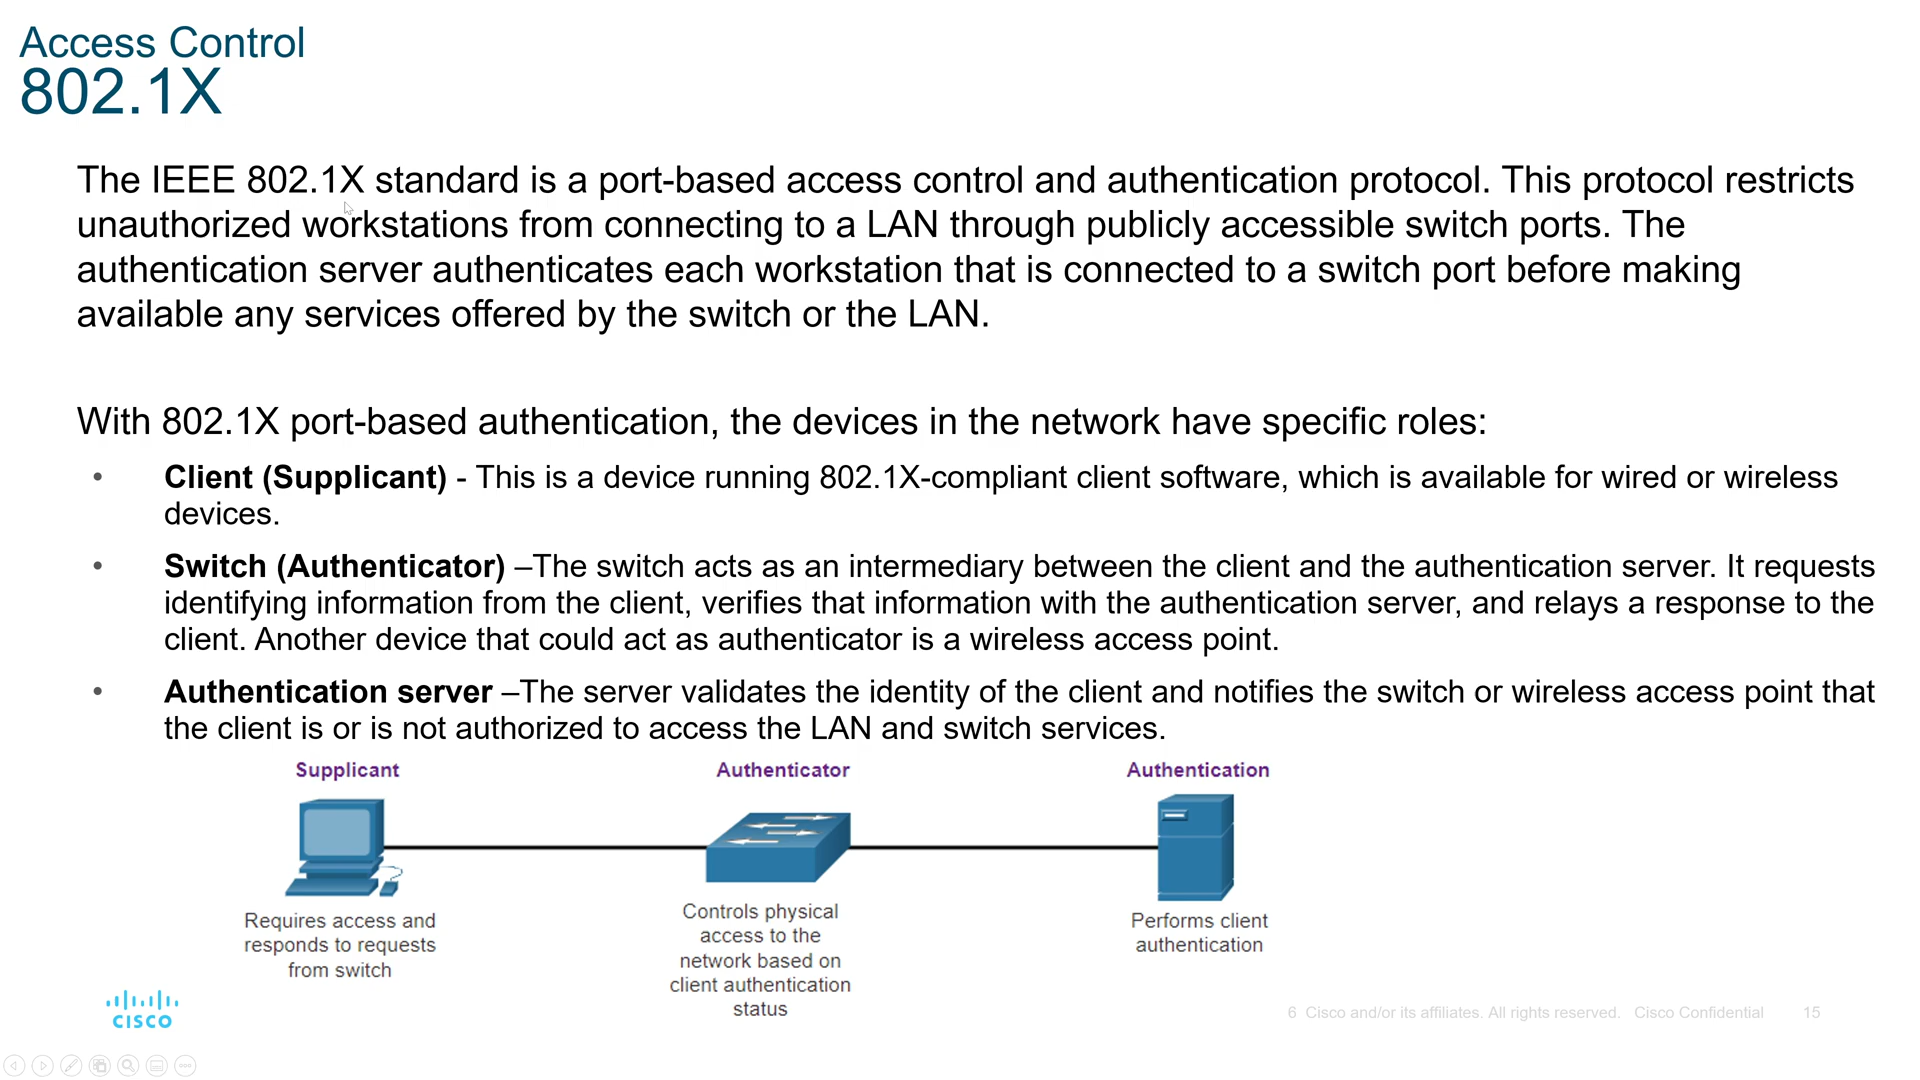 Access Control
802.1X
The IEEE 802.1X standard is a port-based access control and authentication protocol. This protocol restricts
unauthorized workstations from connecting to a LAN through publicly accessible switch ports. The
authentication server authenticates each workstation that is connected to a switch port before making
available any services offered by the switch or the LAN.
With 802.1X port-based authentication, the devices in the network have specific roles:
• Client (Supplicant) - This is a device running 802.1X-compliant client software, which is available for wired or wireless
devices.
• Switch (Authenticator) –The switch acts as an intermediary between the client and the authentication server. It requests
identifying information from the client, verifies that information with the authentication server, and relays a response to the
client. Another device that could act as authenticator is a wireless access point.
• Authentication server –The server validates the identity of the client and notifies the switch or wireless access point that
the client is or is not authorized to access the LAN and switch services.
Supplicant
Requires access and
responds to requests
from switch
Authenticator
Controls physical
access to the
network based on
client authentication
status
Authentication
Performs client
authentication
CISCO
6 Cisco and/or its affiliates. All rights reserved. Cisco Confidential
15